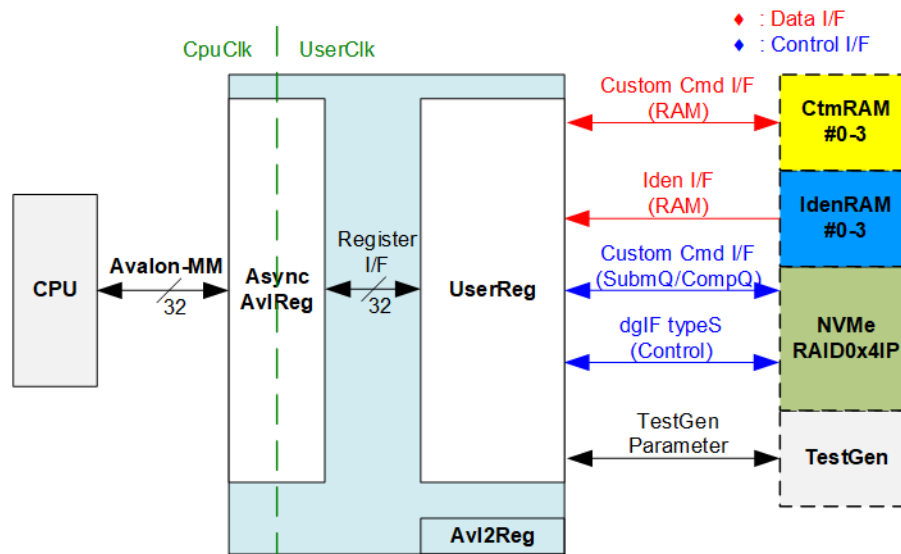 ♦ : Data I/F
♦ : Control I/F
CpuClk
UserClk
Custom Cmd I/F
(RAM)
CtmRAM
#0-3
Iden I/F
(RAM)
IdenRAM
#0-3
CPU
Avalon-MM
32
Async
AvlReg
Register
I/F
32
UserReg
Custom Cmd I/F
(SubmQ/CompQ)
dgIF typeS
(Control)
NVMe
RAID0x4IP
TestGen
Parameter
TestGen
Avl2Reg